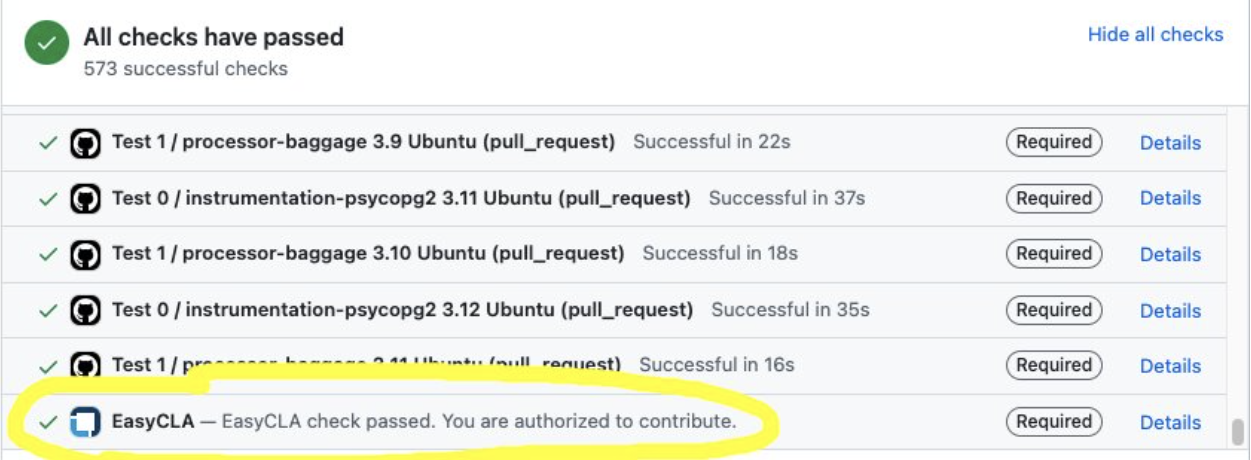 All checks have passed
Hide all checks
573 successful checks
Test 1 / processor-baggage 3.9 Ubuntu (pull_request) Successful in 22s Required Details
Test 0 / instrumentation-psycopg2 3.11 Ubuntu (pull_request) Successful in 37s Required Details
Test 1 / processor-baggage 3.10 Ubuntu (pull_request) Successful in 18s Required Details
Test 0 / instrumentation-psycopg2 3.12 Ubuntu (pull_request) Successful in 35s Required Details
Test 1 / processor-baggage 3.11 Ubuntu (pull_request) Successful in 16s Required Details
EasyCLA — EasyCLA check passed. You are authorized to contribute. Required Details